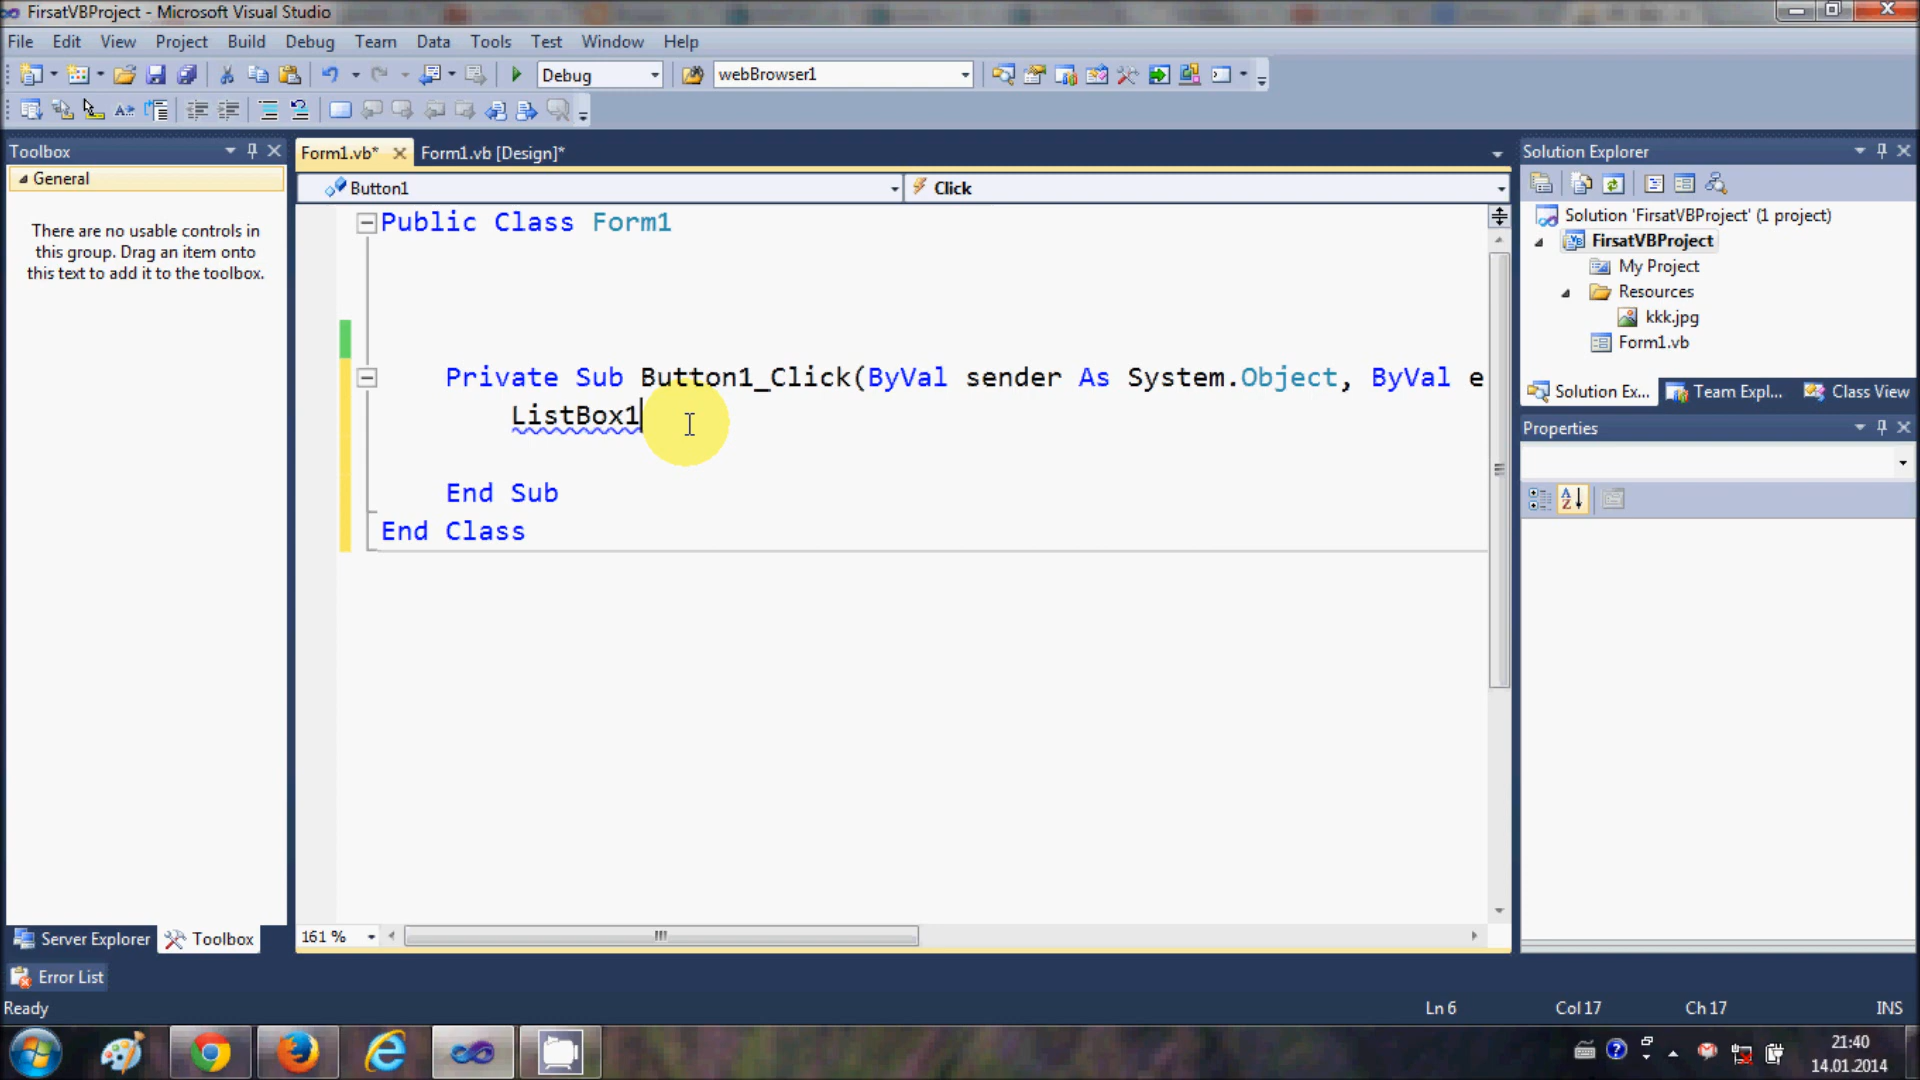 FirsatVBProject - Microsoft Visual Studio
File Edit View Project Build Debug Team Data Tools Test Window Help
Debug webBrowser1
Toolbox
General
There are no usable controls in
this group. Drag an item onto
this text to add it to the toolbox.
Form1.vb* Form1.vb [Design]*
Button1 Click
Public Class Form1
Private Sub Button1_Click(ByVal sender As System.Object, ByVal e
ListBox1
End Sub
End Class
161 %
Solution Explorer
Solution 'FirsatVBProject' (1 project)
FirsatVBProject
My Project
Resources
kkk.jpg
Form1.vb
Solution Ex... Team Expl... Class View
Properties
Server Explorer Toolbox
Error List
Ready Ln 6 Col 17 Ch 17 INS
21:40
14.01.2014